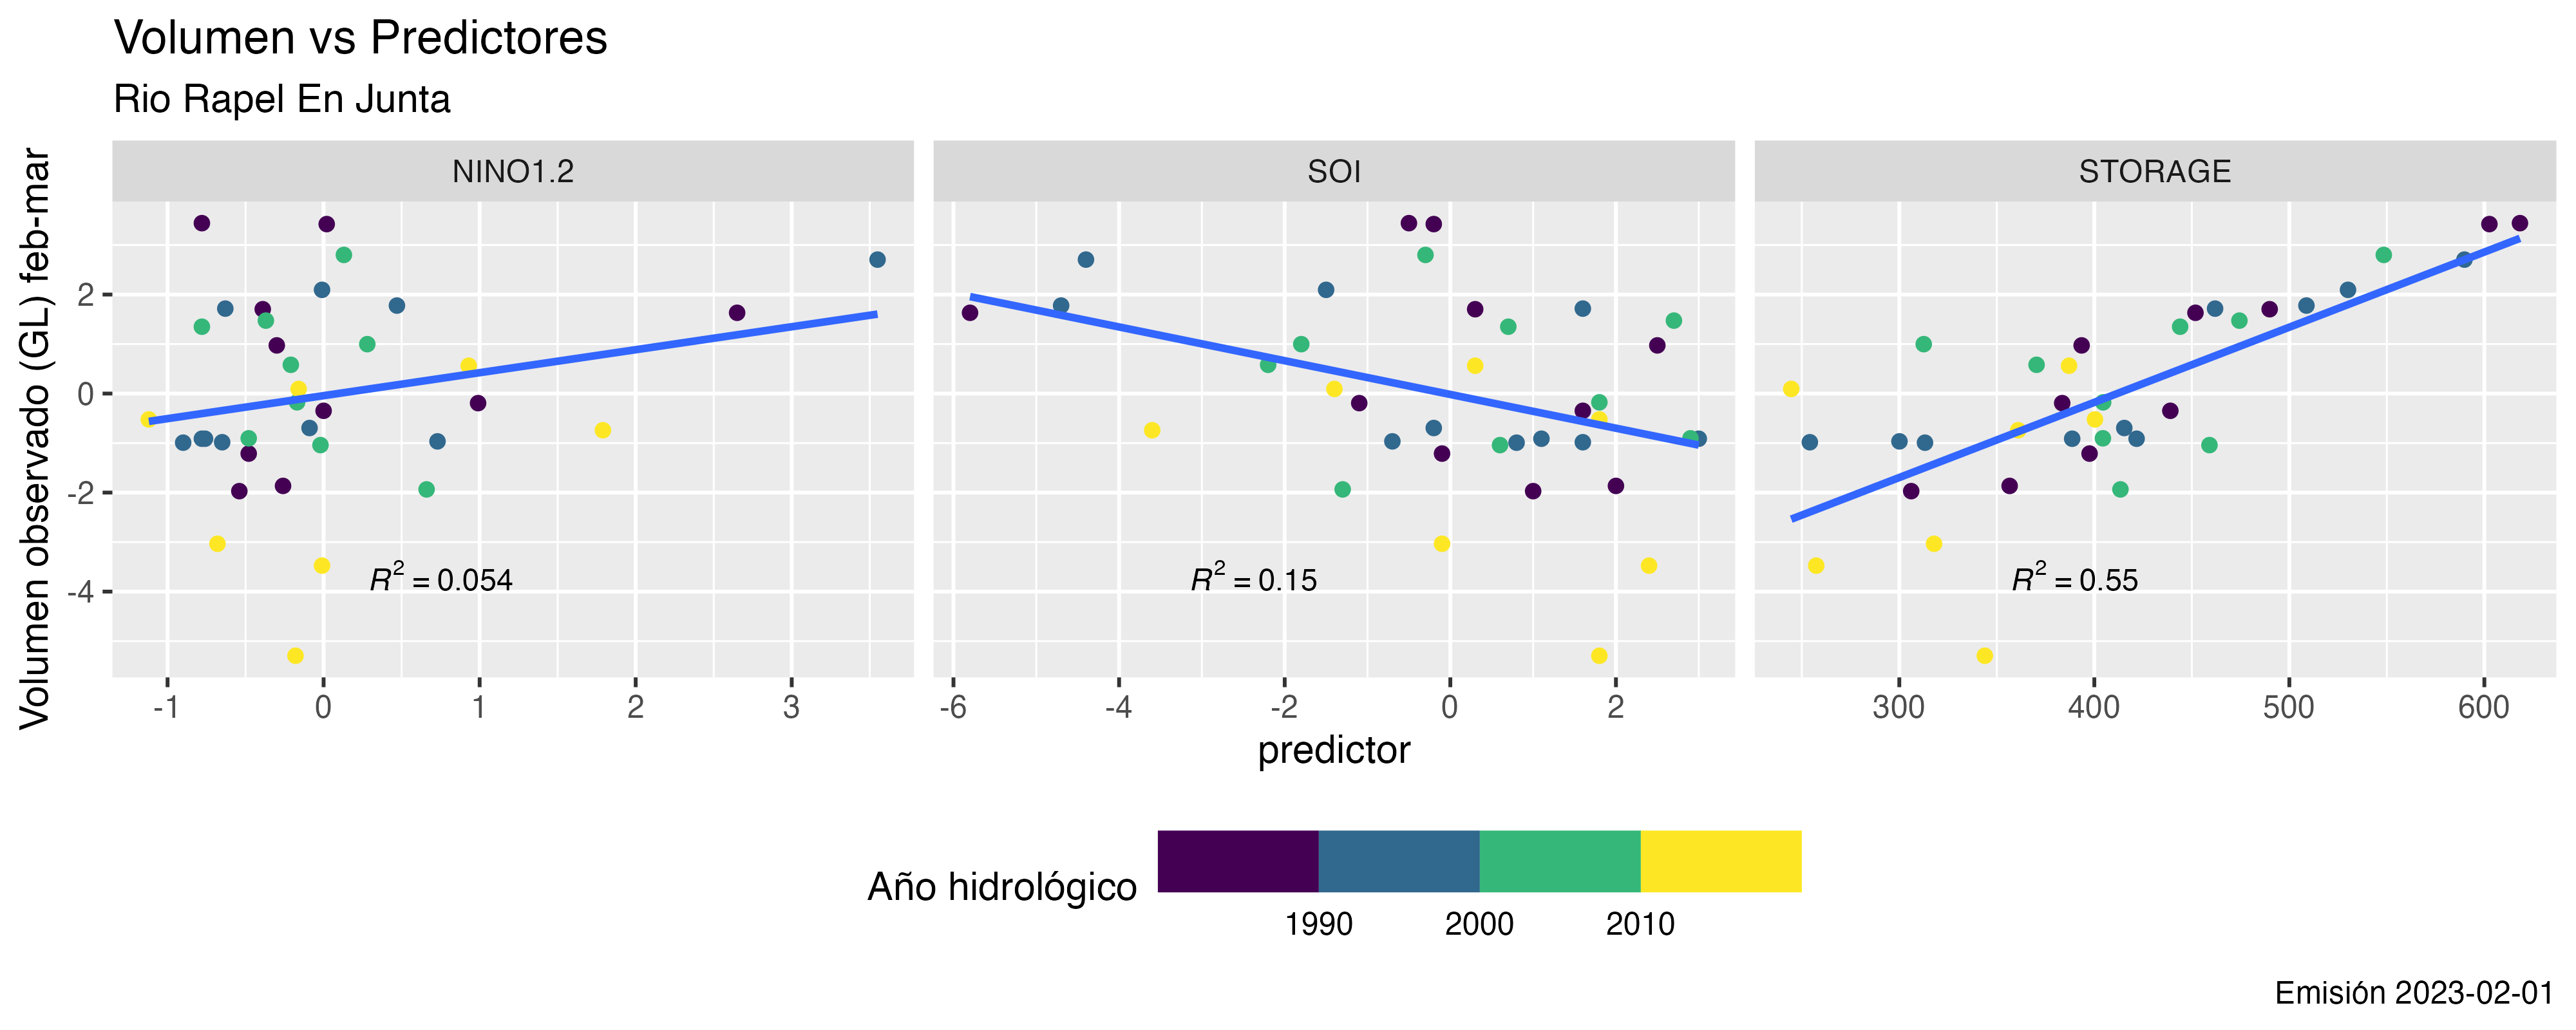 Volumen vs Predictores
Rio Rapel En Junta
Volumen observado (GL) feb-mar
NINO1.2
SOI
STORAGE
2
0
-2
-4
R² = 0.054
R² = 0.15
R² = 0.55
-1 0 1 2 3
-6 -4 -2 0 2
300 400 500 600
predictor
Año hidrológico
1990 2000 2010
Emisión 2023-02-01